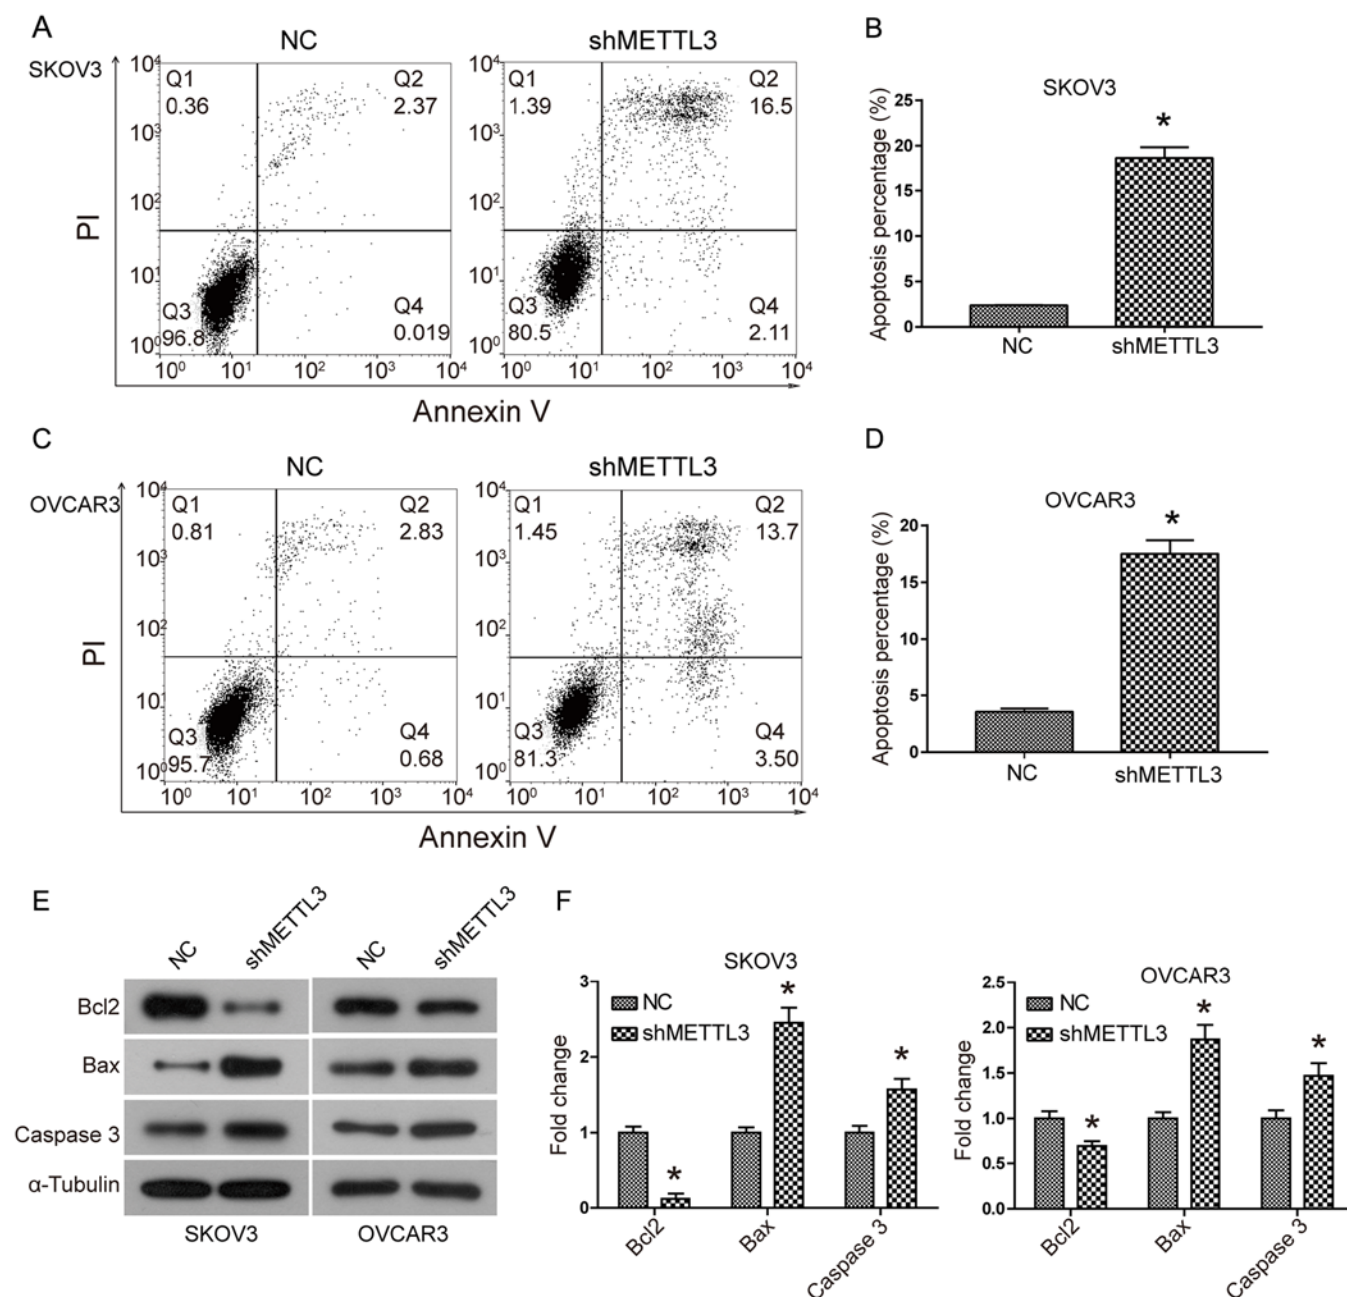 A
NC
shMETTL3
SKOV3
10⁴
10³
10²
10¹
10⁰
Q1
0.36
Q2
2.37
Q3
96.8
Q4
0.019
10⁰ 10¹ 10² 10³ 10⁴
10⁴
10³
10²
10¹
10⁰
Q1
1.39
Q2
16.5
Q3
80.5
Q4
2.11
10⁰ 10¹ 10² 10³ 10⁴
PI
Annexin V
B
SKOV3
Apoptosis percentage (%)
25
20
15
10
5
0
*
NC shMETTL3
C
NC
shMETTL3
OVCAR3
10⁴
10³
10²
10¹
10⁰
Q1
0.81
Q2
2.83
Q3
95.7
Q4
0.68
10⁰ 10¹ 10² 10³ 10⁴
10⁴
10³
10²
10¹
10⁰
Q1
1.45
Q2
13.7
Q3
81.3
Q4
3.50
10⁰ 10¹ 10² 10³ 10⁴
PI
Annexin V
D
OVCAR3
Apoptosis percentage (%)
20
15
10
5
0
*
NC shMETTL3
E
NC shMETTL3 NC shMETTL3
Bcl2
Bax
Caspase 3
α-Tubulin
SKOV3 OVCAR3
F
SKOV3
Fold change
3
2
1
0
NC
shMETTL3
* * *
Bcl2 Bax Caspase 3
OVCAR3
Fold change
2.5
2.0
1.5
1.0
0.5
0.0
NC
shMETTL3
* * *
Bcl2 Bax Caspase 3